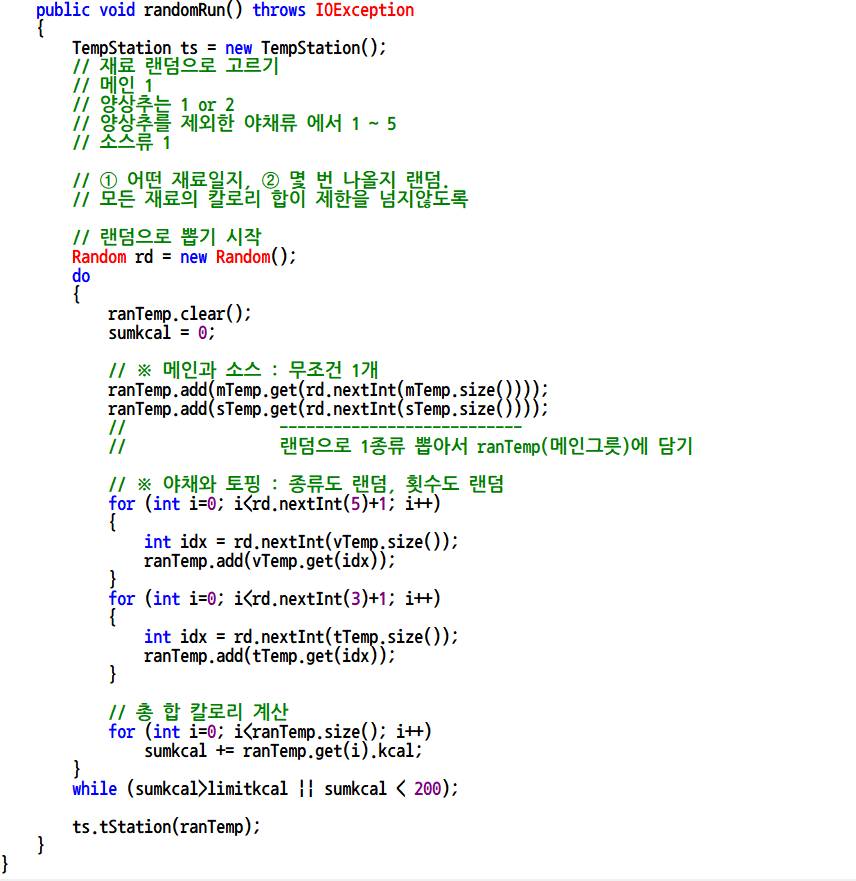 public void randomRun() throws IOException
{
TempStation ts = new TempStation();
// 재료 랜덤으로 고르기
// 메인 1
// 양상추는 1 or 2
// 양상추를 제외한 야채류 에서 1 ~ 5
// 소스류 1
// ① 어떤 재료일지, ② 몇 번 나올지 랜덤.
// 모든 재료의 칼로리 합이 제한을 넘지않도록
// 랜덤으로 뽑기 시작
Random rd = new Random();
do
{
ranTemp.clear();
sumkcal = 0;
// ※ 메인과 소스 : 무조건 1개
ranTemp.add(mTemp.get(rd.nextInt(mTemp.size())));
ranTemp.add(sTemp.get(rd.nextInt(sTemp.size())));
// ---------------------------
// 랜덤으로 1종류 뽑아서 ranTemp(메인그릇)에 담기
// ※ 야채와 토핑 : 종류도 랜덤, 횟수도 랜덤
for (int i=0; i<rd.nextInt(5)+1; i++)
{
int idx = rd.nextInt(vTemp.size());
ranTemp.add(vTemp.get(idx));
}
for (int i=0; i<rd.nextInt(3)+1; i++)
{
int idx = rd.nextInt(tTemp.size());
ranTemp.add(tTemp.get(idx));
}
// 총 합 칼로리 계산
for (int i=0; i<ranTemp.size(); i++)
sumkcal += ranTemp.get(i).kcal;
}
while (sumkcal>limitkcal || sumkcal < 200);
ts.tStation(ranTemp);
}
}